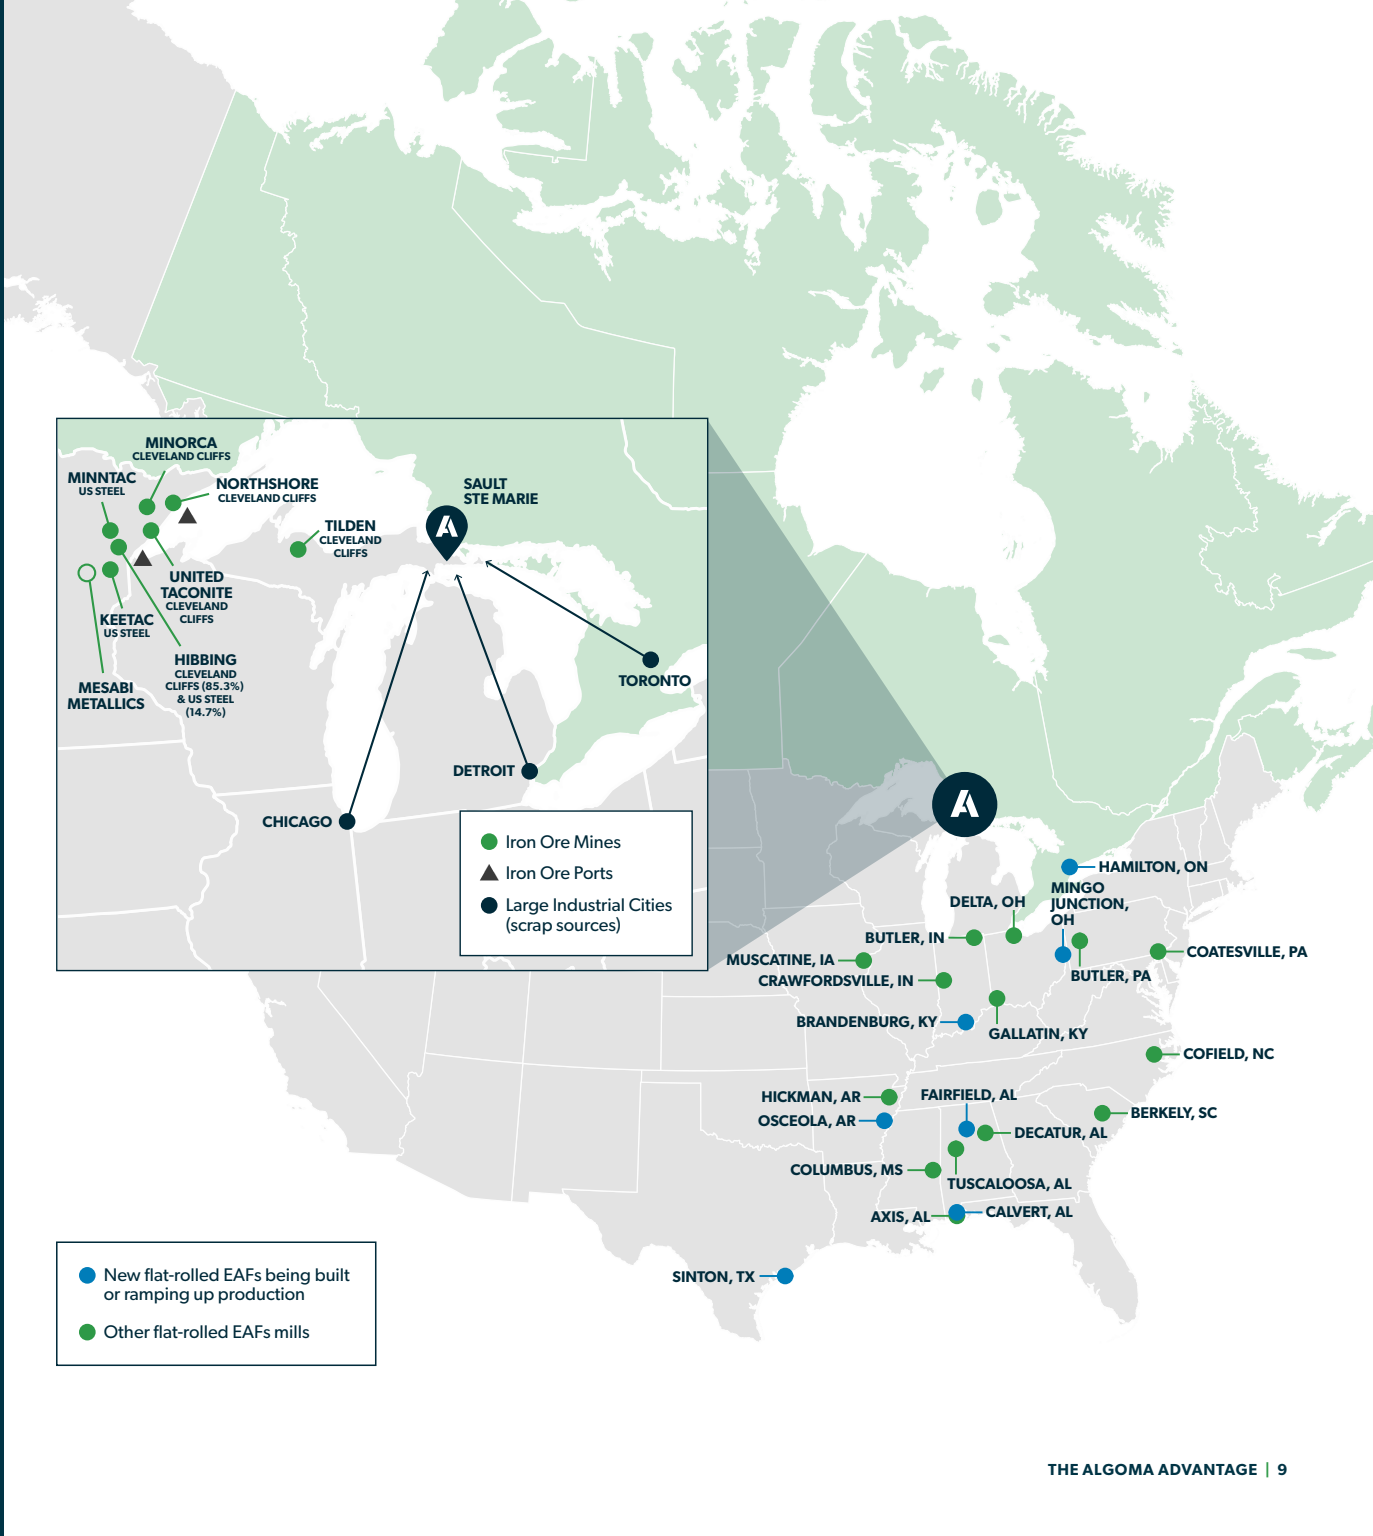 MINORCA
CLEVELAND CLIFFS
MINNTAC
US STEEL
NORTHSHORE
CLEVELAND CLIFFS
SAULT
STE MARIE
TILDEN
CLEVELAND
CLIFFS
UNITED
TACONITE
CLEVELAND
CLIFFS
KEETAC
US STEEL
HIBBING
CLEVELAND
CLIFFS (85.3%)
& US STEEL
(14.7%)
MESABI
METALLICS
TORONTO
DETROIT
CHICAGO
Iron Ore Mines
Iron Ore Ports
Large Industrial Cities
(scrap sources)
HAMILTON, ON
MINGO
JUNCTION,
OH
DELTA, OH
BUTLER, IN
COATESVILLE, PA
MUSCATINE, IA
BUTLER, PA
CRAWFORDSVILLE, IN
BRANDENBURG, KY
GALLATIN, KY
COFIELD, NC
HICKMAN, AR
FAIRFIELD, AL
BERKELY, SC
OSCEOLA, AR
DECATUR, AL
COLUMBUS, MS
TUSCALOOSA, AL
AXIS, AL
CALVERT, AL
SINTON, TX
New flat-rolled EAFs being built
or ramping up production
Other flat-rolled EAFs mills
THE ALGOMA ADVANTAGE | 9